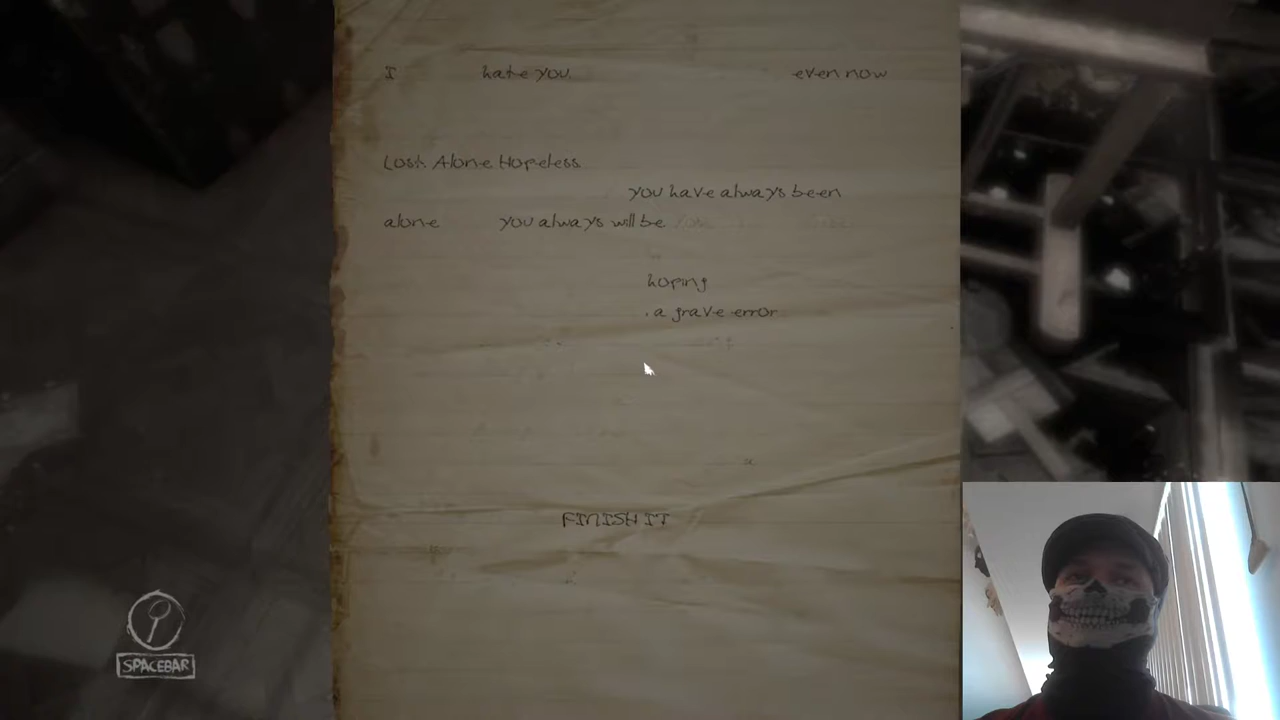 I hate you even now
Lost. Alone. Hopeless.
you have always been
alone you always will be
hoping
. a grave error
FINISH IT
SPACEBAR